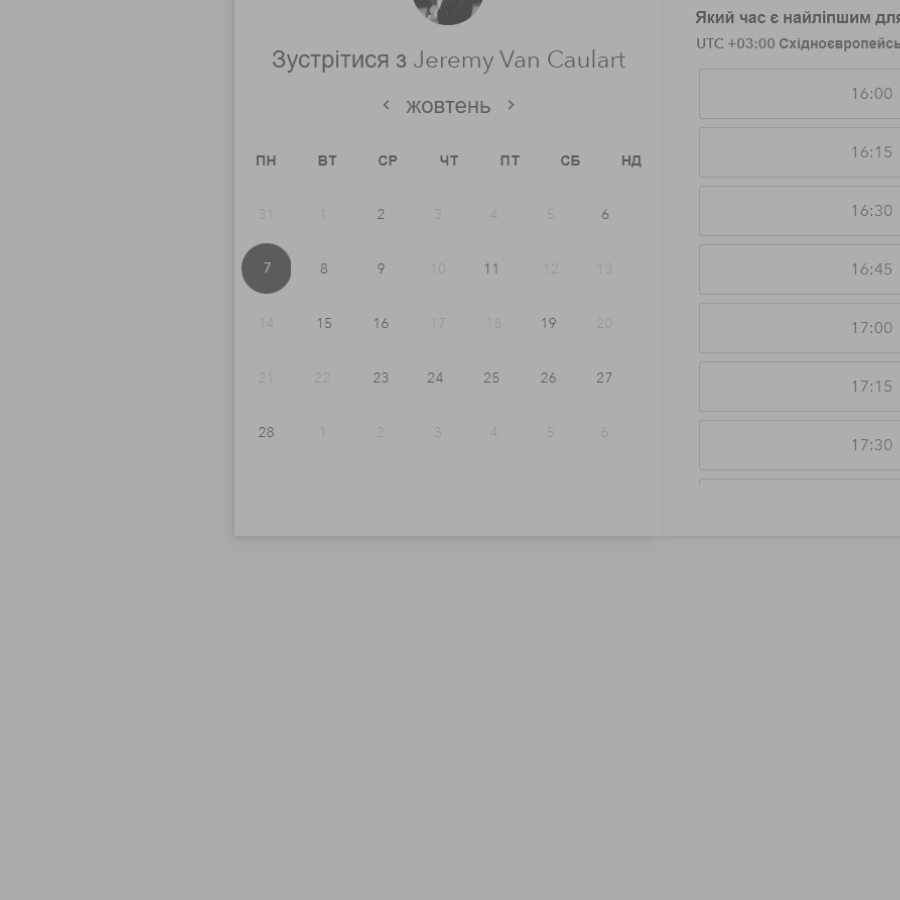 Зустрітися з Jeremy Van Caulart
жовтень
ПН ВТ СР ЧТ ПТ СБ НД
31 1 2 3 4 5 6
7 8 9 10 11 12 13
14 15 16 17 18 19 20
21 22 23 24 25 26 27
28 1 2 3 4 5 6
Який час є найліпшим для
UTC +03:00
16:00
16:15
16:30
16:45
17:00
17:15
17:30